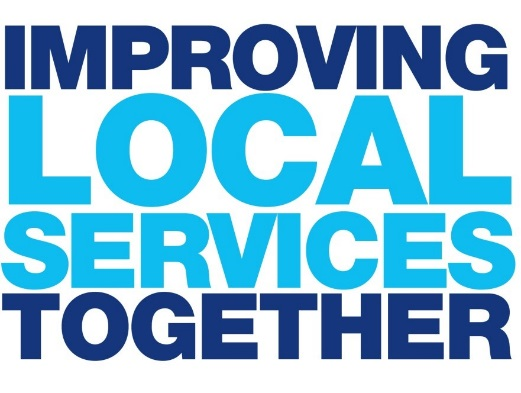 IMPROVING
LOCAL
SERVICES
TOGETHER